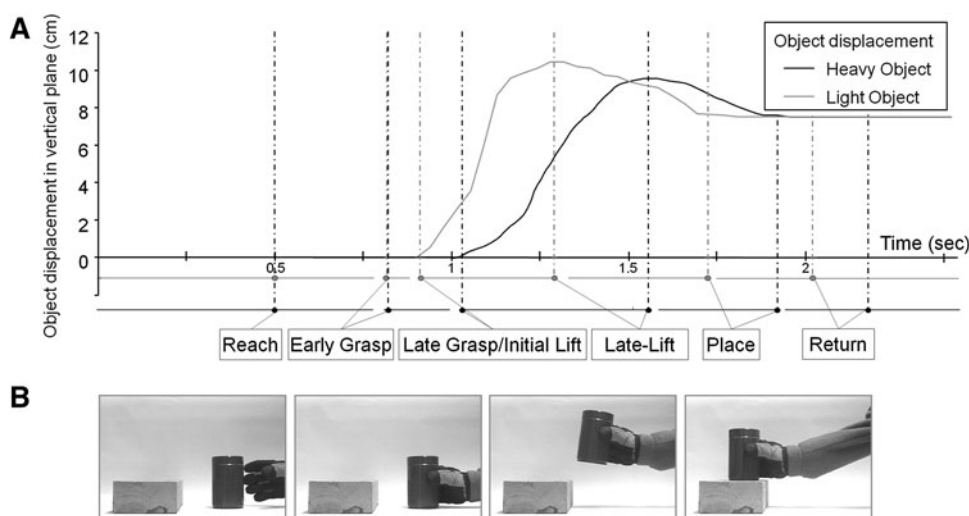 A
Object displacement in vertical plane (cm)
12
10
8
6
4
2
0
Object displacement
Heavy Object
Light Object
Time (sec)
0.5
1
1.5
2
Reach
Early Grasp
Late Grasp/Initial Lift
Late-Lift
Place
Return
B